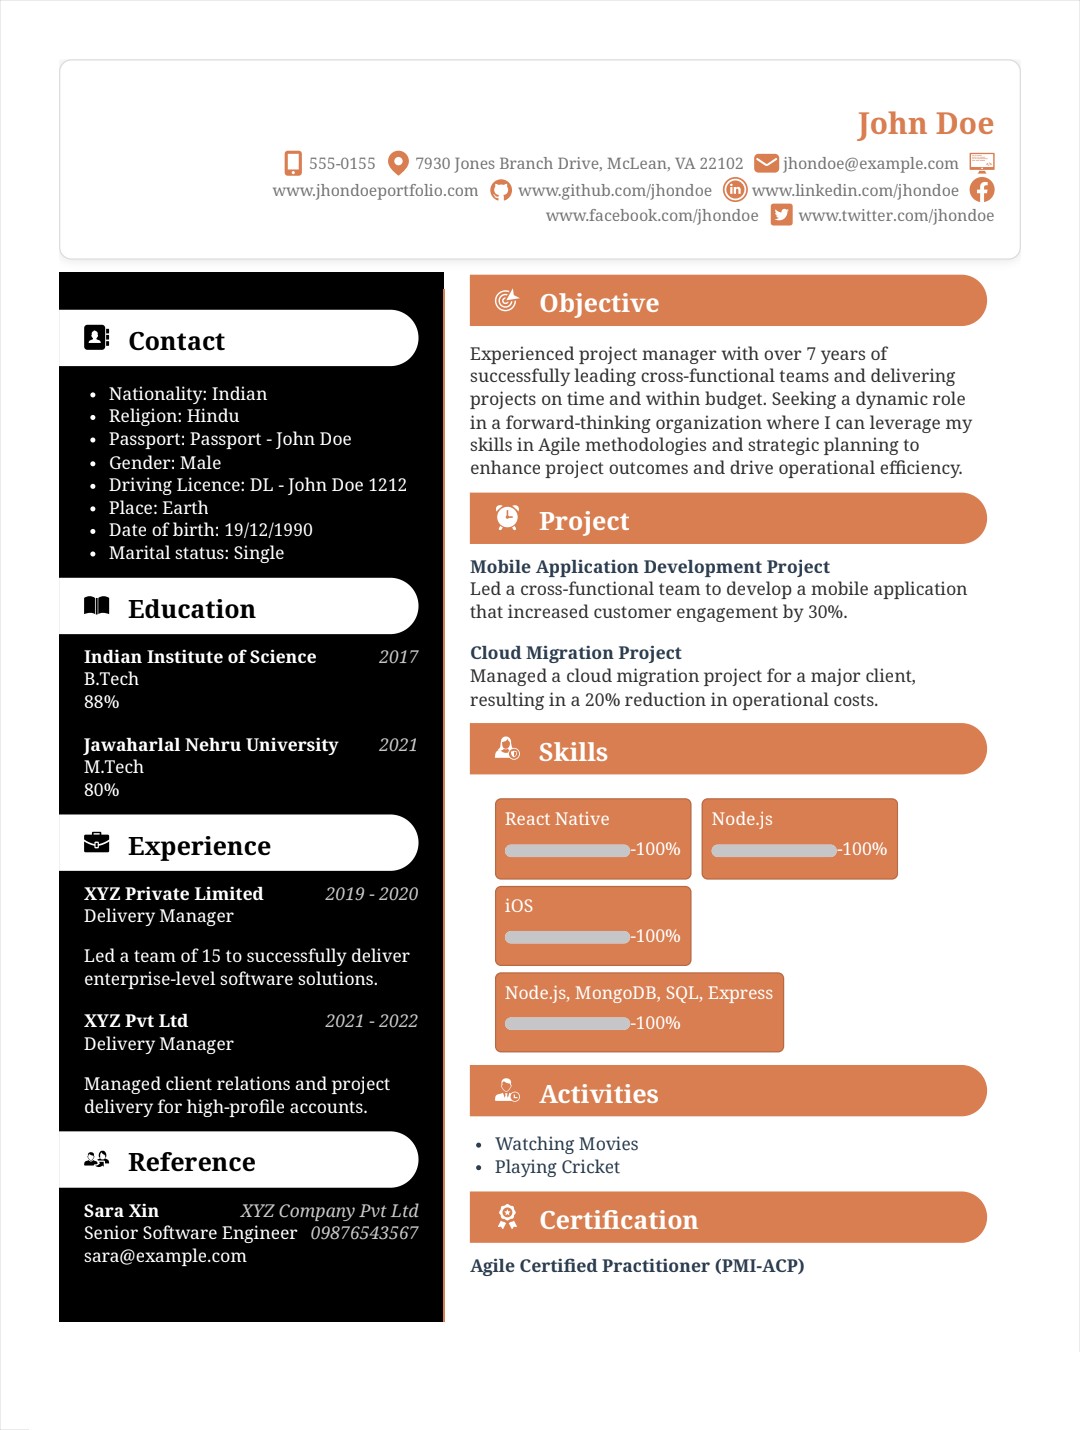 John Doe
555-0155 7930 Jones Branch Drive, McLean, VA 22102 jhondoe@example.com
www.jhondoeportfolio.com www.github.com/jhondoe www.linkedin.com/jhondoe
www.facebook.com/jhondoe www.twitter.com/jhondoe
Contact
Nationality: Indian
Religion: Hindu
Passport: Passport - John Doe
Gender: Male
Driving Licence: DL - John Doe 1212
Place: Earth
Date of birth: 19/12/1990
Marital status: Single
Education
Indian Institute of Science 2017
B.Tech
88%
Jawaharlal Nehru University 2021
M.Tech
80%
Experience
XYZ Private Limited 2019 - 2020
Delivery Manager
Led a team of 15 to successfully deliver
enterprise-level software solutions.
XYZ Pvt Ltd 2021 - 2022
Delivery Manager
Managed client relations and project
delivery for high-profile accounts.
Reference
Sara Xin XYZ Company Pvt Ltd
Senior Software Engineer 09876543567
sara@example.com
Objective
Experienced project manager with over 7 years of
successfully leading cross-functional teams and delivering
projects on time and within budget. Seeking a dynamic role
in a forward-thinking organization where I can leverage my
skills in Agile methodologies and strategic planning to
enhance project outcomes and drive operational efficiency.
Project
Mobile Application Development Project
Led a cross-functional team to develop a mobile application
that increased customer engagement by 30%.
Cloud Migration Project
Managed a cloud migration project for a major client,
resulting in a 20% reduction in operational costs.
Skills
React Native
-100%
Node.js
-100%
iOS
-100%
Node.js, MongoDB, SQL, Express
-100%
Activities
Watching Movies
Playing Cricket
Certification
Agile Certified Practitioner (PMI-ACP)